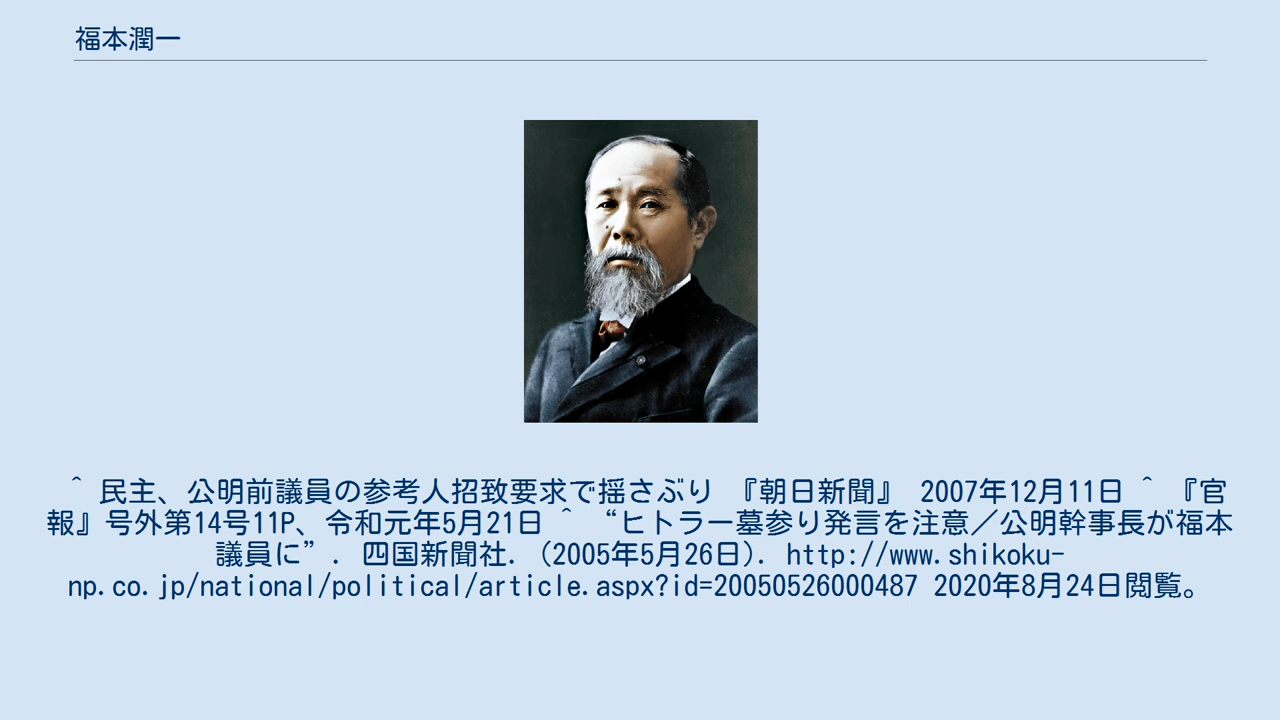 福本潤一
^ 民主、公明前議員の参考人招致要求で揺さぶり 『朝日新聞』 2007年12月11日 ^ 『官
報』号外第14号11P、令和元年5月21日 ^ “ヒトラー墓参り発言を注意／公明幹事長が福本
議員に”. 四国新聞社. (2005年5月26日). http://www.shikoku-
np.co.jp/national/political/article.aspx?id=20050526000487 2020年8月24日閲覧。